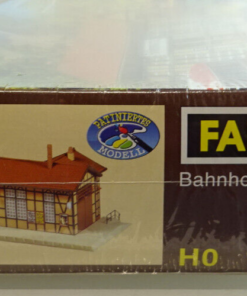 PATINIERTES
MODELL
FA
Bahnho
H0